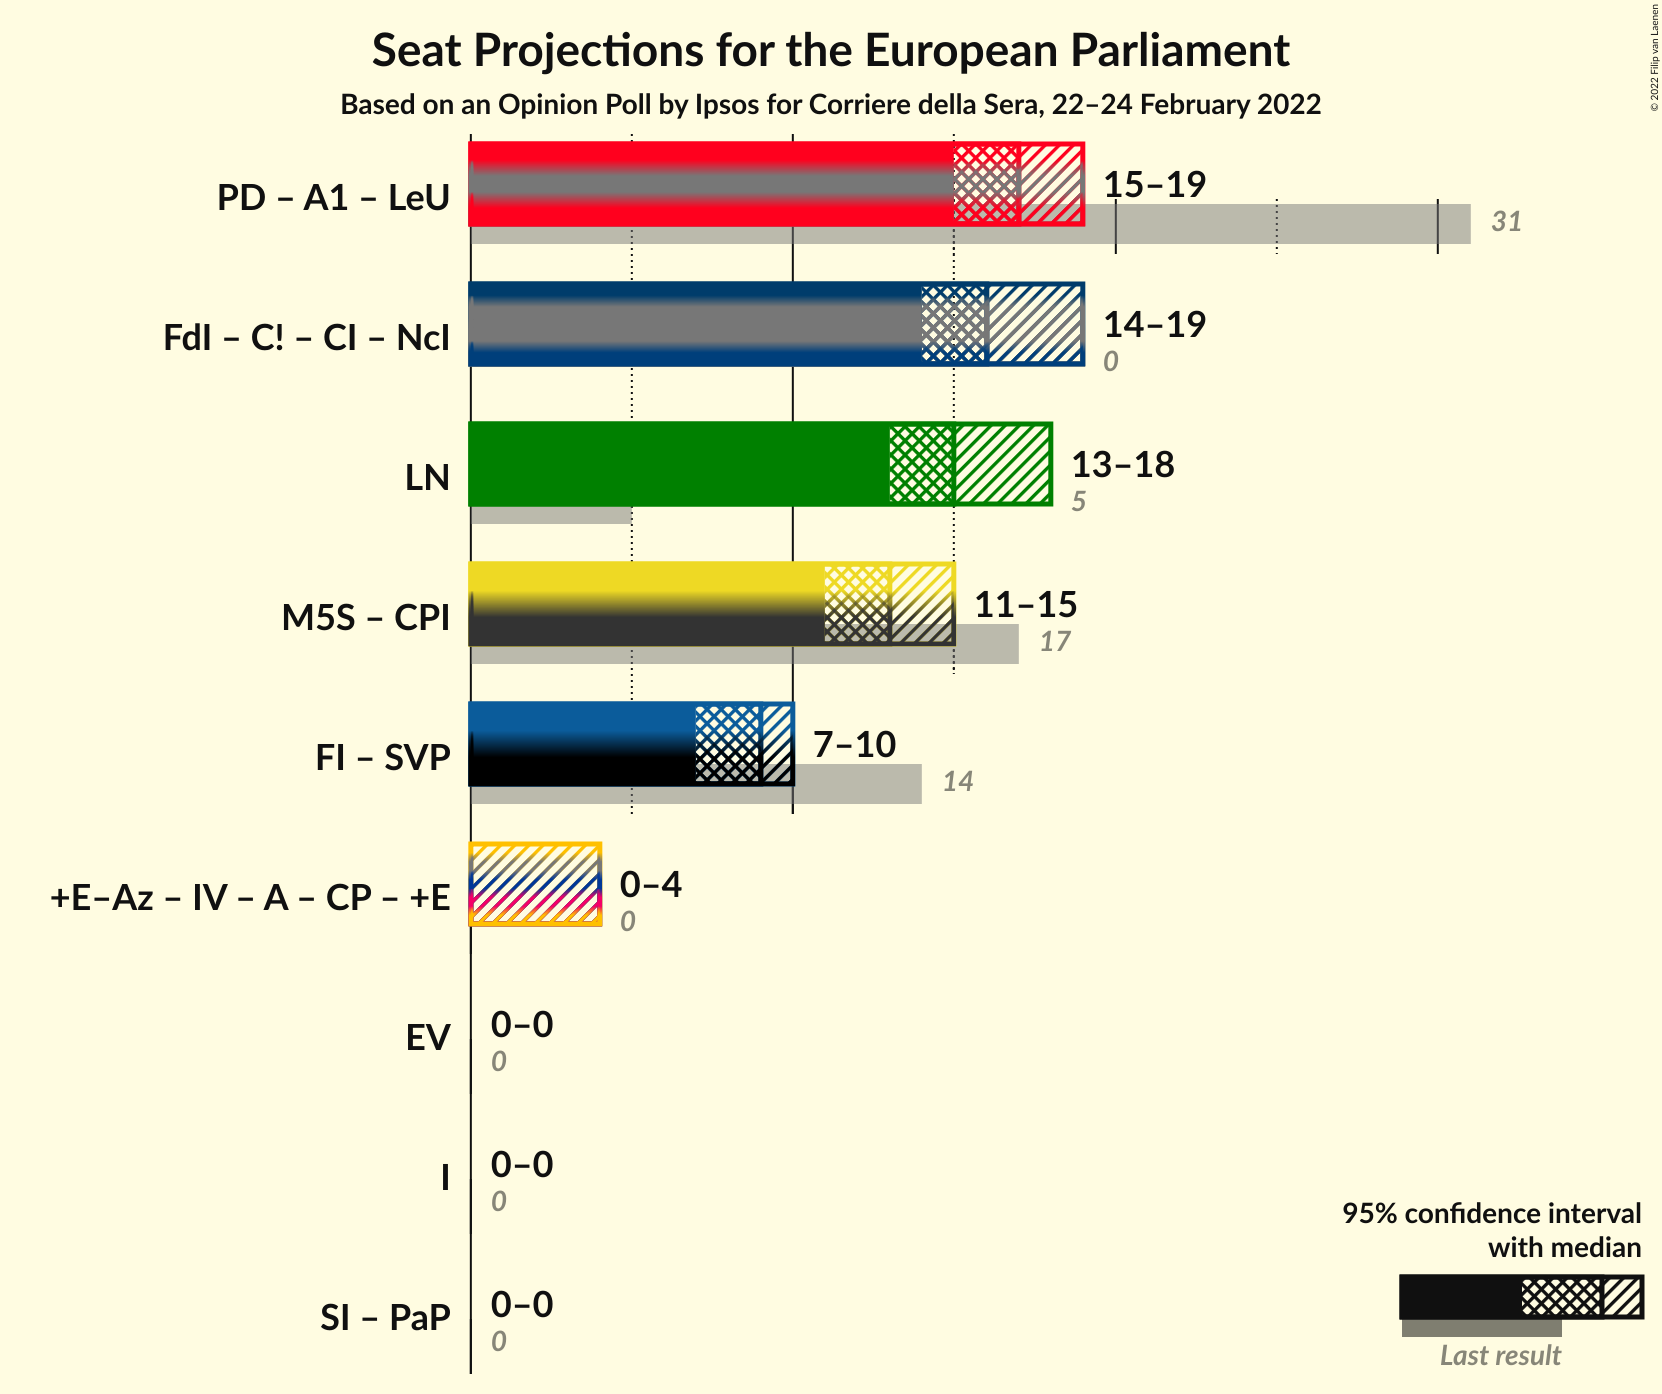 Seat Projections for the European Parliament
Based on an Opinion Poll by Ipsos for Corriere della Sera, 22–24 February 2022
© 2022 Filip van Laenen
PD – A1 – LeU
15–19
31
FdI – C! – CI – NcI
14–19
0
LN
13–18
5
M5S – CPI
11–15
17
FI – SVP
7–10
14
+E–Az – IV – A – CP – +E
0–4
0
EV
0–0
0
I
0–0
0
SI – PaP
0–0
0
95% confidence interval
with median
Last result